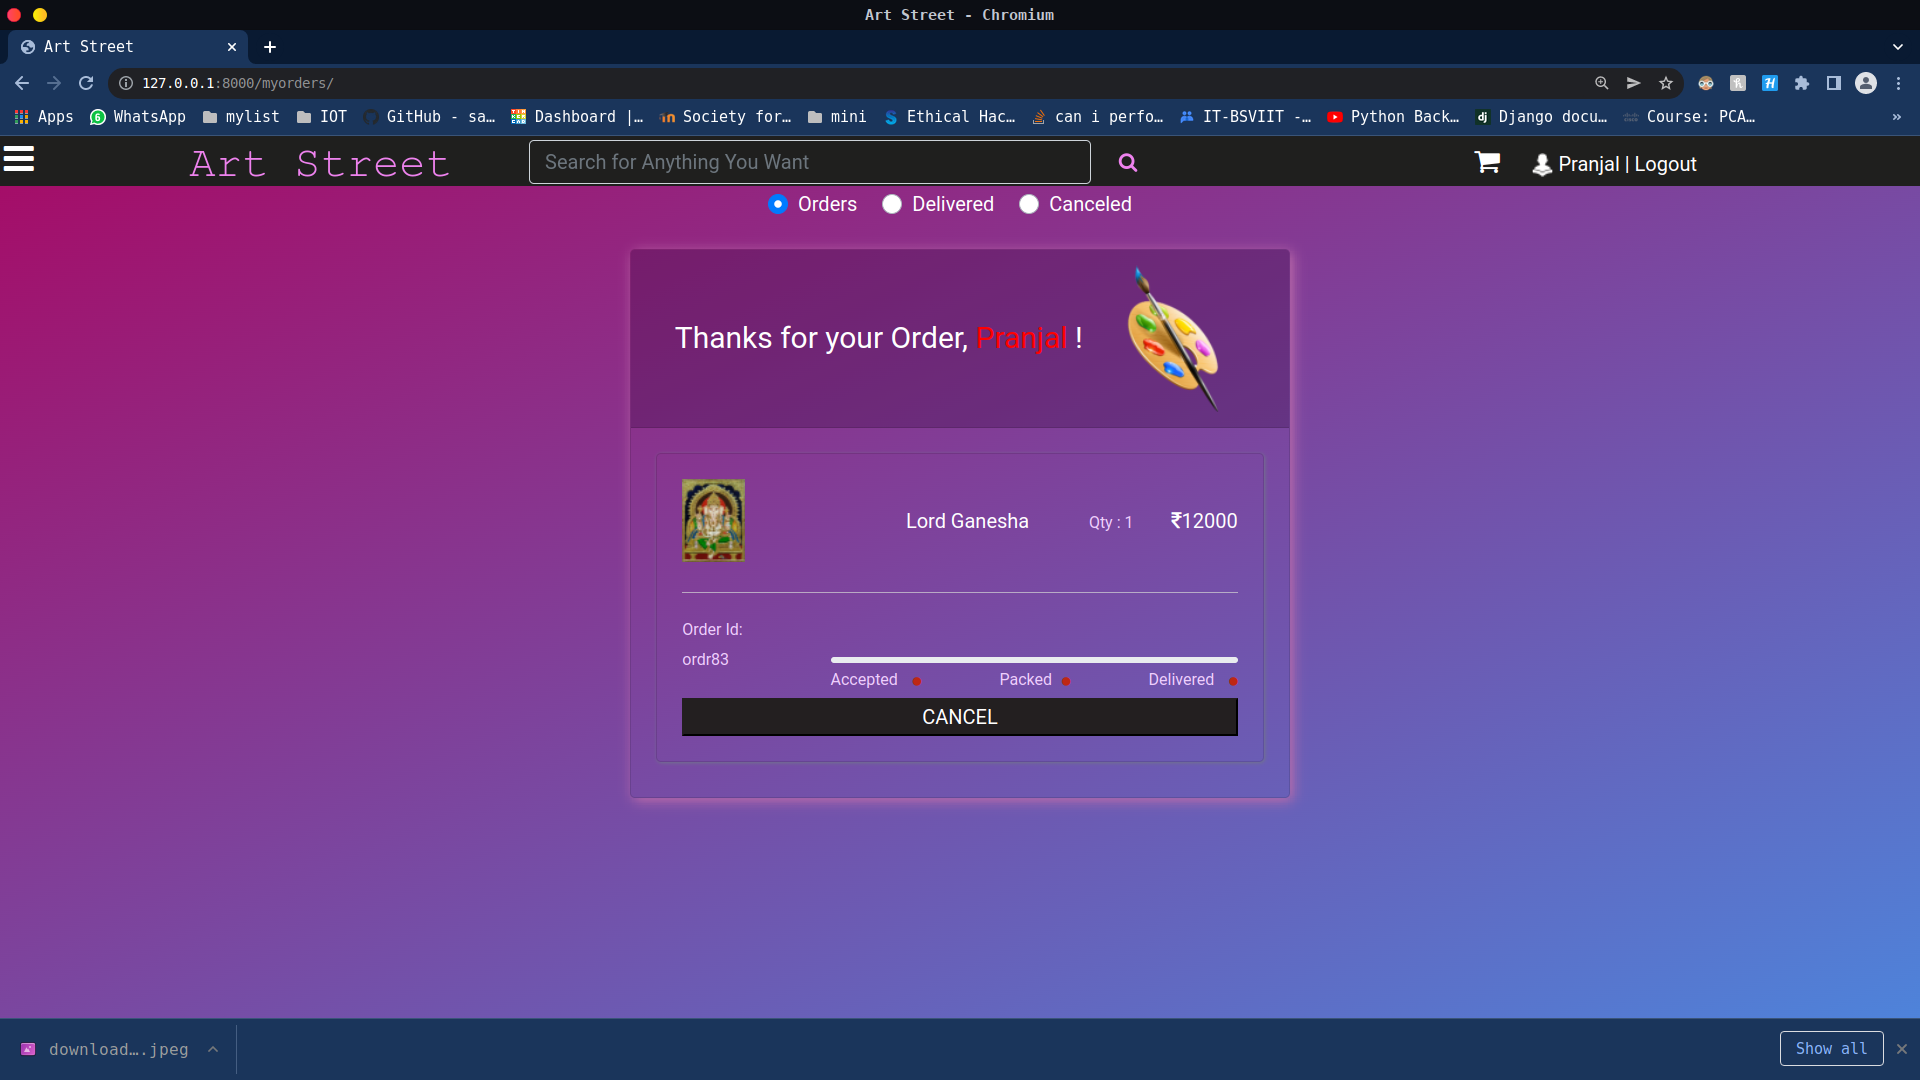 Art Street - Chromium
Art Street
127.0.0.1:8000/myorders/
Apps WhatsApp mylist IOT GitHub - sa… Dashboard |… Society for… mini Ethical Hac… can i perfo… IT-BSVIIT -… Python Back… Django docu… Course: PCA… »
Art Street Search for Anything You Want Pranjal | Logout
Orders Delivered Canceled
Thanks for your Order, Pranjal !
Lord Ganesha Qty : 1 ₹12000
Order Id:
ordr83
Accepted Packed Delivered
CANCEL
download….jpeg Show all